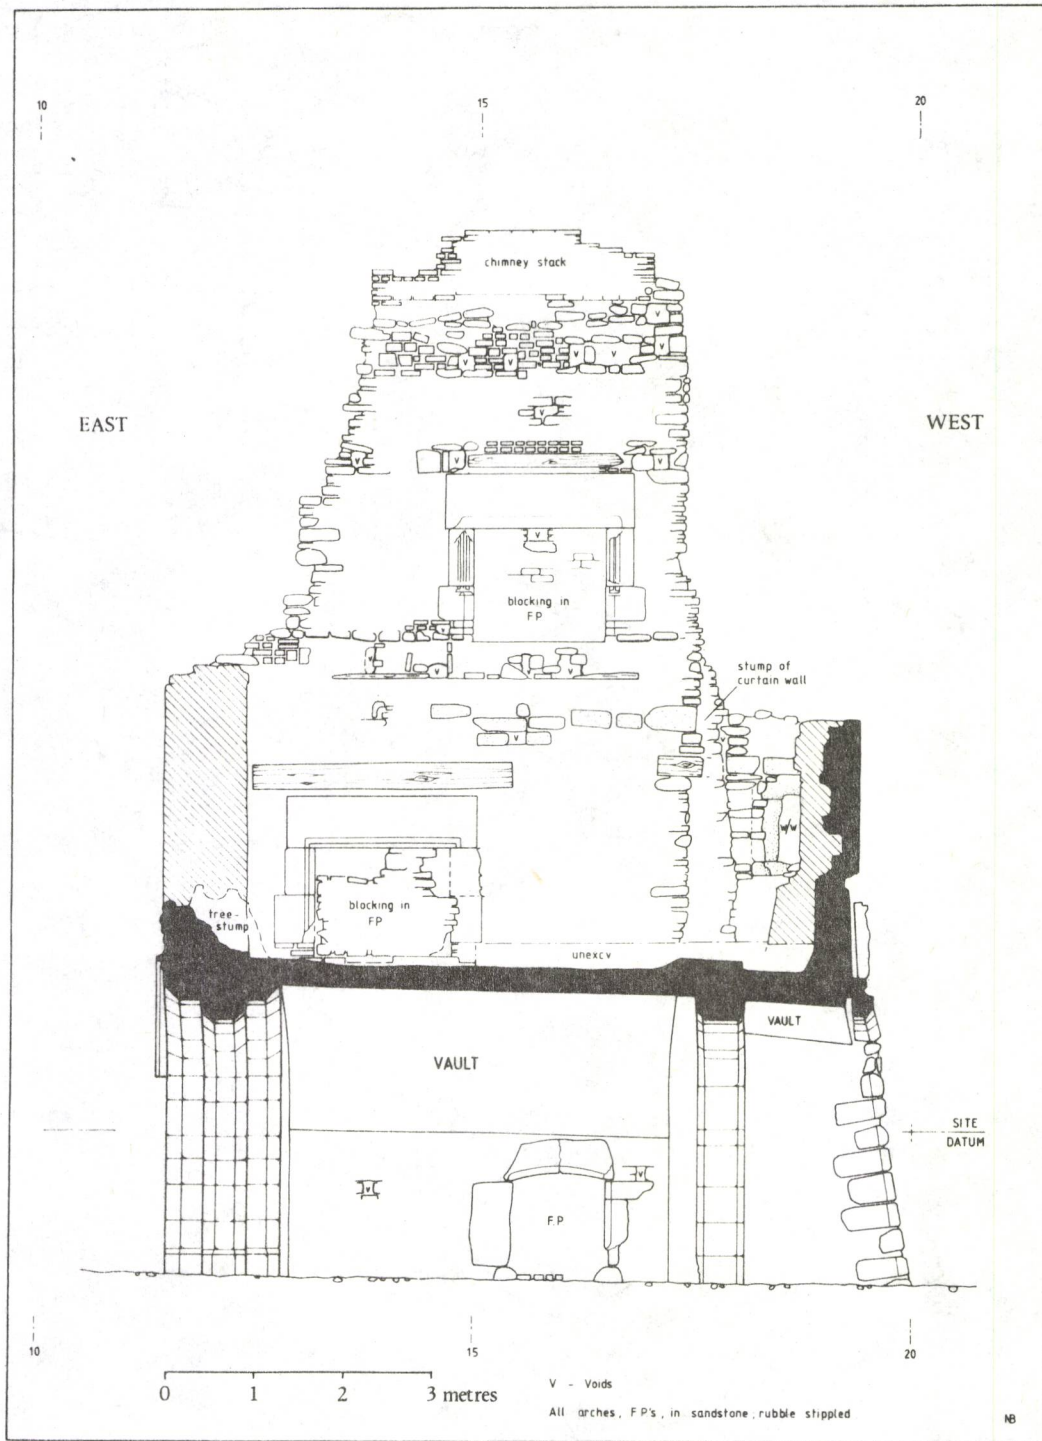 10
15
20
chimney stack
V
V
V
V
V
V
V
V
EAST
WEST
V
V
V
V
blocking in
FP
V
V
V
V
V
stump of
curtain wall
V
V
W/W
tree-
stump
blocking in
FP
unexcv
VAULT
VAULT
SITE
DATUM
V
V
F.P
10
15
20
0 1 2 3 metres
V - Voids
All arches, F P's, in sandstone, rubble stippled
NB